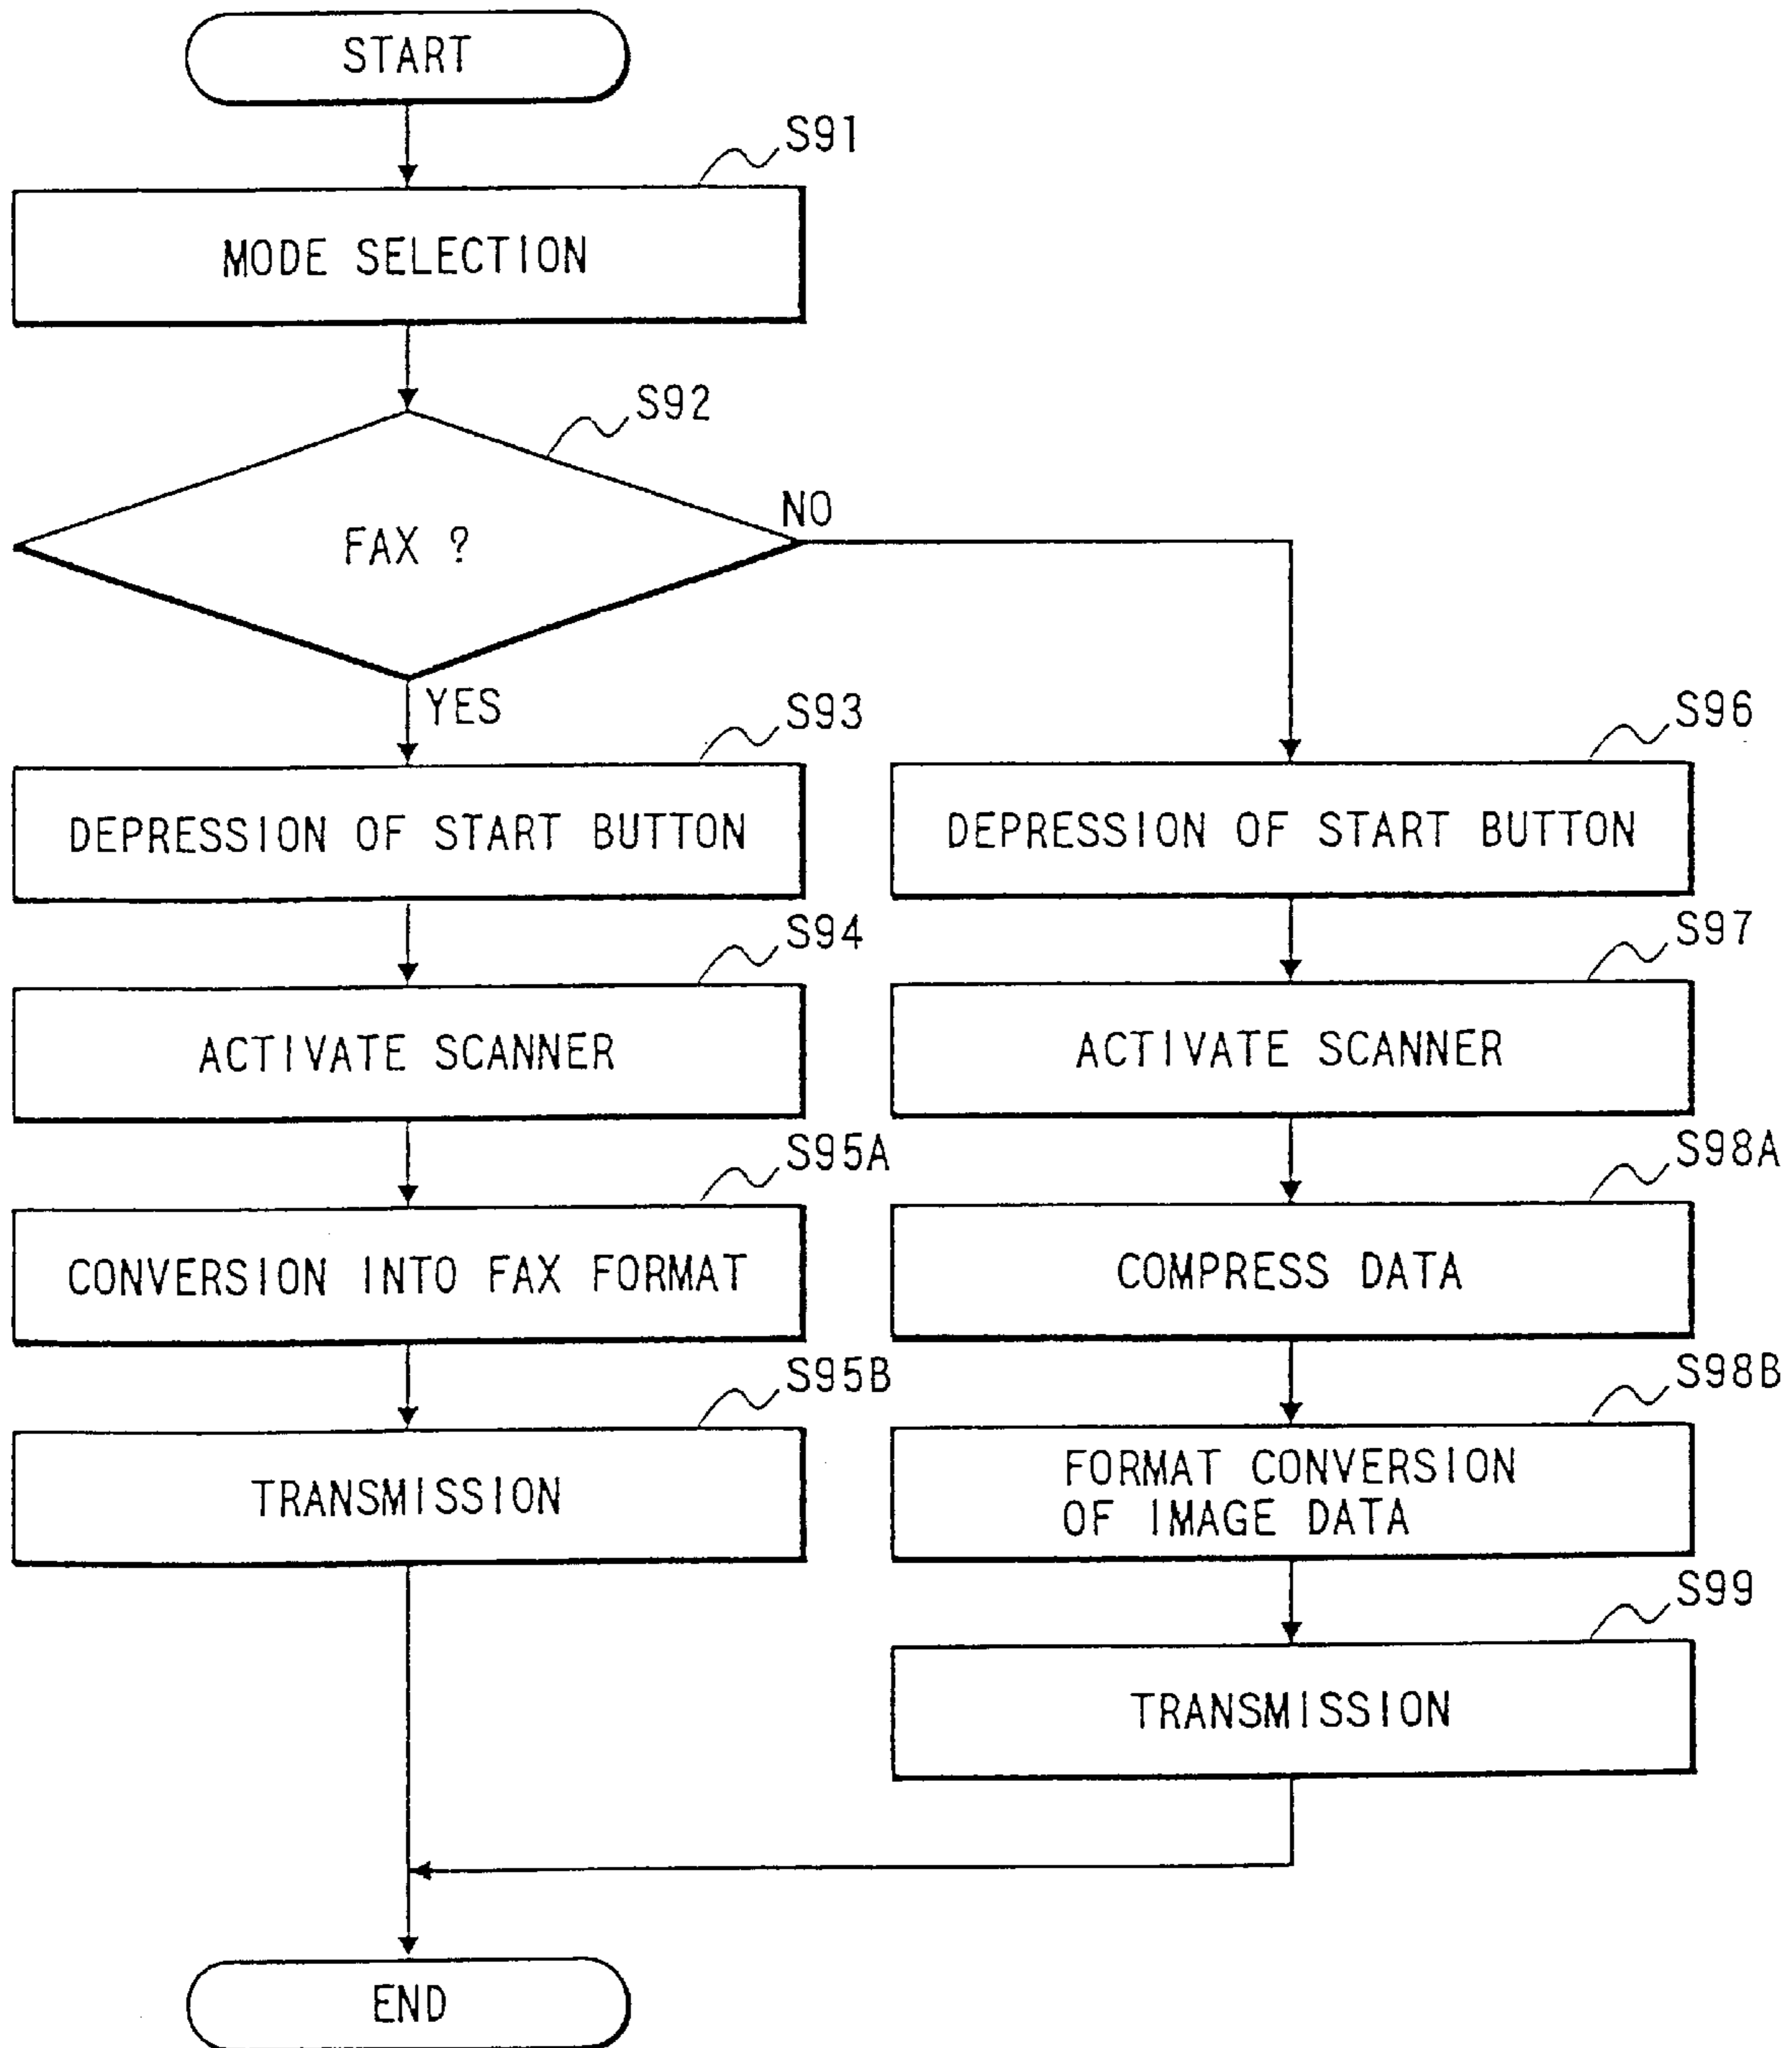 START
S91
MODE SELECTION
S92
FAX ?
NO
YES
S93
DEPRESSION OF START BUTTON
S94
ACTIVATE SCANNER
S95A
CONVERSION INTO FAX FORMAT
S95B
TRANSMISSION
S96
DEPRESSION OF START BUTTON
S97
ACTIVATE SCANNER
S98A
COMPRESS DATA
S98B
FORMAT CONVERSION
OF IMAGE DATA
S99
TRANSMISSION
END